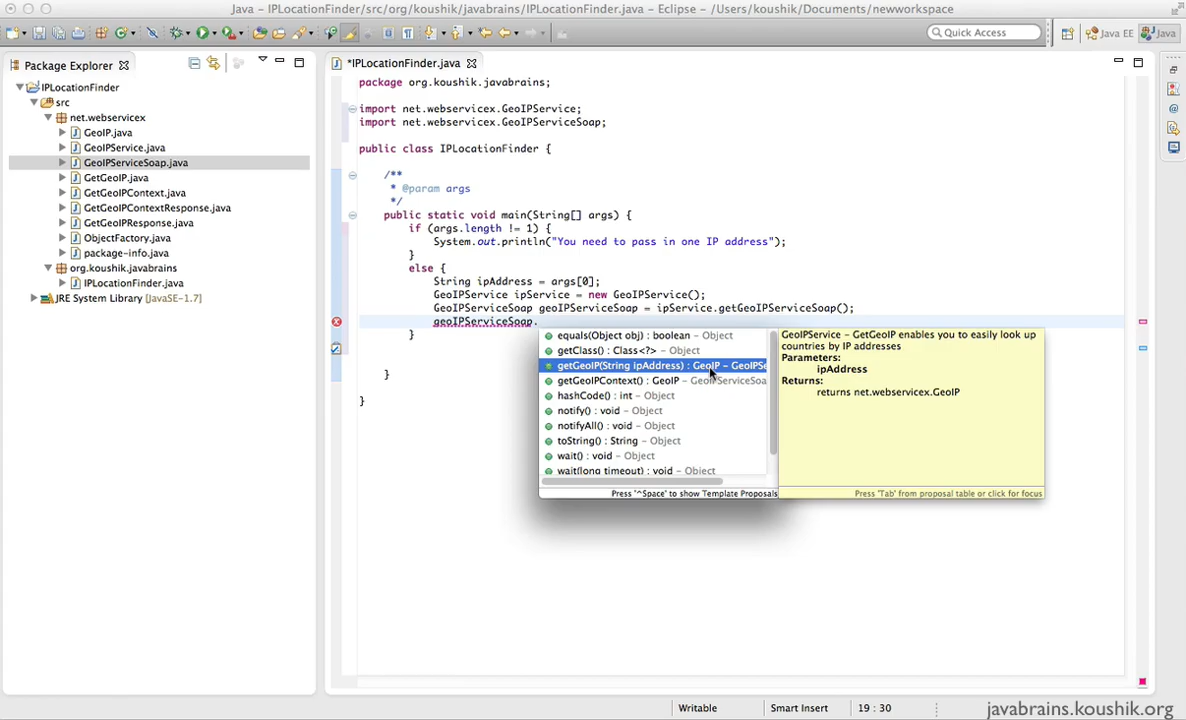 Java - IPLocationFinder/src/org/koushik/javabrains/IPLocationFinder.java - Eclipse - /Users/koushik/Documents/newworkspace
Quick Access
Java EE
Java
Package Explorer
*IPLocationFinder.java
IPLocationFinder
src
net.webservicex
GeoIP.java
GeoIPService.java
GeoIPServiceSoap.java
GetGeoIP.java
GetGeoIPContext.java
GetGeoIPContextResponse.java
GetGeoIPResponse.java
ObjectFactory.java
package-info.java
org.koushik.javabrains
IPLocationFinder.java
JRE System Library [JavaSE-1.7]
package org.koushik.javabrains;
import net.webservicex.GeoIPService;
import net.webservicex.GeoIPServiceSoap;
public class IPLocationFinder {
/**
* @param args
*/
public static void main(String[] args) {
if (args.length != 1) {
System.out.println("You need to pass in one IP address");
}
else {
String ipAddress = args[0];
GeoIPService ipService = new GeoIPService();
GeoIPServiceSoap geoIPServiceSoap = ipService.getGeoIPServiceSoap();
geoIPServiceSoap.
}
}
}
equals(Object obj) : boolean - Object
getClass() : Class<?> - Object
getGeoIP(String ipAddress) : GeoIP - GeoIPSe
getGeoIPContext() : GeoIP - GeoIPServiceSoa
hashCode() : int - Object
notify() : void - Object
notifyAll() : void - Object
toString() : String - Object
wait() : void - Object
wait(long timeout) : void - Object
Press '^Space' to show Template Proposals
GeoIPService - GetGeoIP enables you to easily look up
countries by IP addresses
Parameters:
ipAddress
Returns:
returns net.webservicex.GeoIP
Press 'Tab' from proposal table or click for focus
Writable
Smart Insert
19 : 30
javabrains.koushik.org